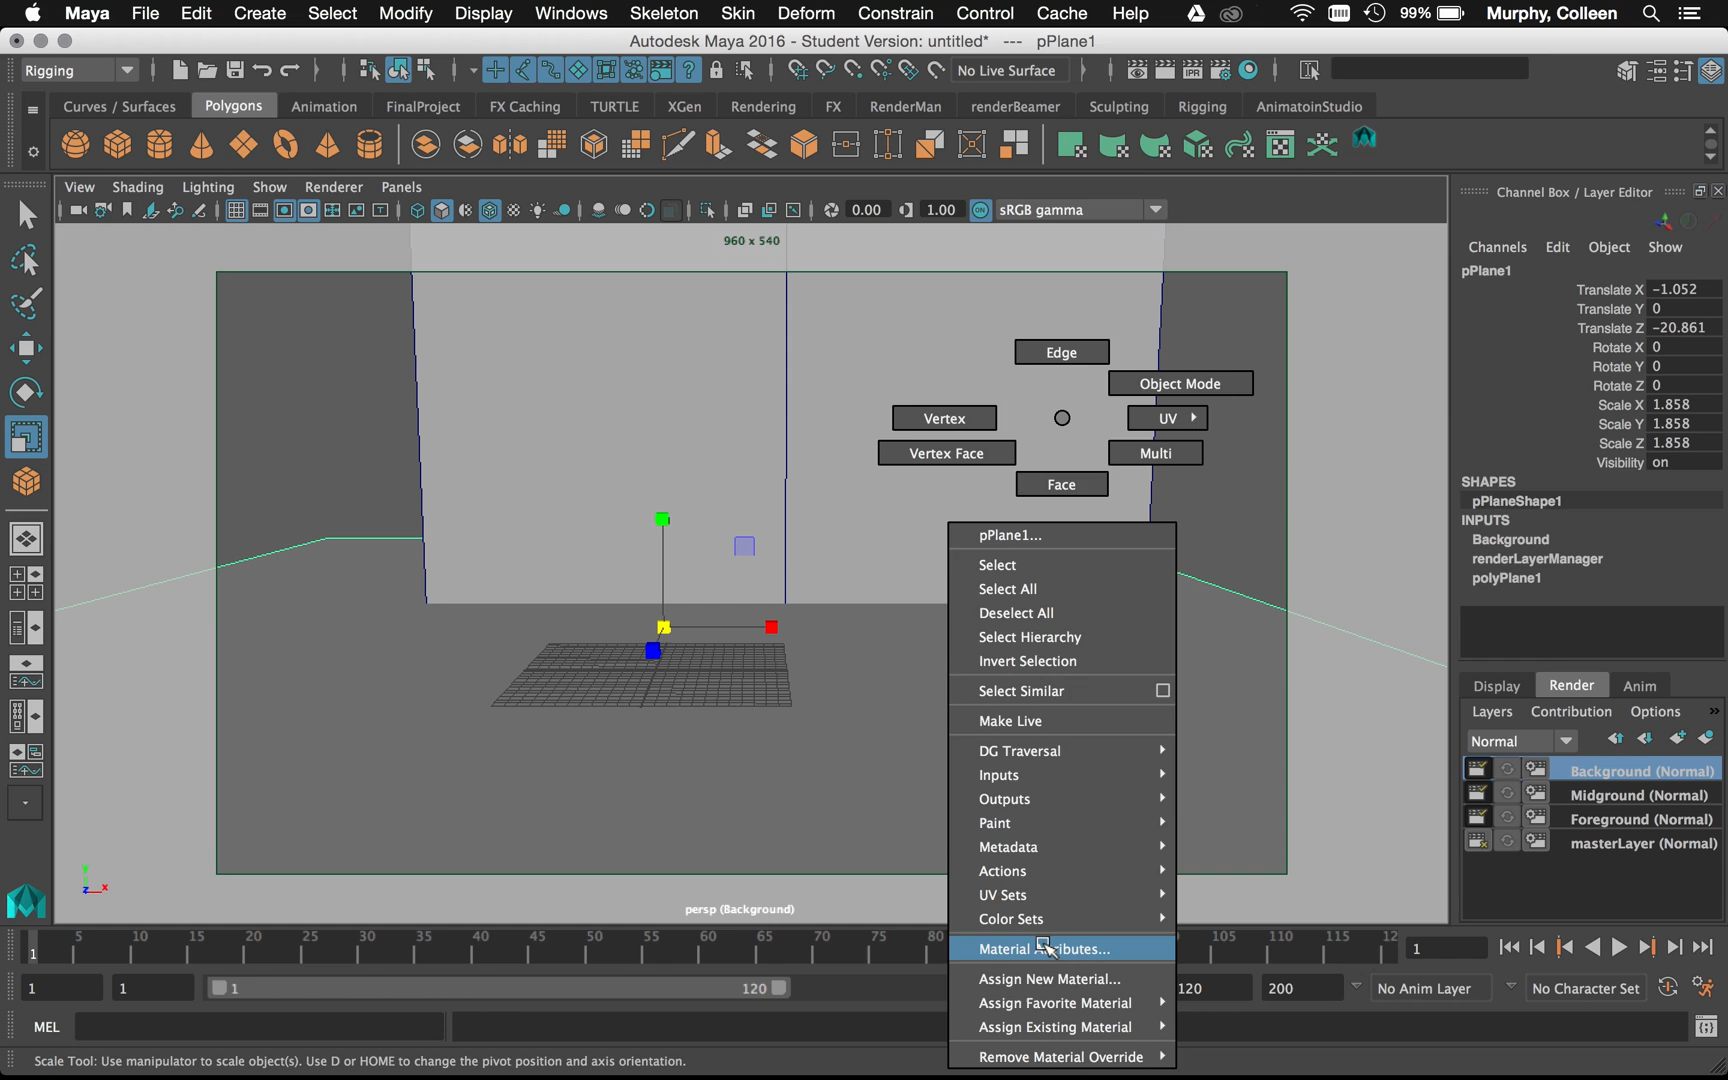 Maya File Edit Create Select Modify Display Windows Skeleton Skin Deform Constrain Control Cache Help 99% Murphy, Colleen
Autodesk Maya 2016 - Student Version: untitled* --- pPlane1
Rigging No Live Surface
Curves / Surfaces Polygons Animation FinalProject FX Caching TURTLE XGen Rendering FX RenderMan renderBeamer Sculpting Rigging AnimatoinStudio
View Shading Lighting Show Renderer Panels
0.00 1.00 ON sRGB gamma
960 x 540
Edge
Object Mode
Vertex UV
Vertex Face Multi
Face
pPlane1...
Select
Select All
Deselect All
Select Hierarchy
Invert Selection
Select Similar
Make Live
DG Traversal
Inputs
Outputs
Paint
Metadata
Actions
UV Sets
Color Sets
Assign New Material...
Assign Favorite Material
Assign Existing Material
Remove Material Override
persp (Background)
Channel Box / Layer Editor
Channels Edit Object Show
pPlane1
Translate X -1.052
Translate Y 0
Translate Z -20.861
Rotate X 0
Rotate Y 0
Rotate Z 0
Scale X 1.858
Scale Y 1.858
Scale Z 1.858
Visibility on
SHAPES
pPlaneShape1
INPUTS
Background
renderLayerManager
polyPlane1
Display Render Anim
Layers Contribution Options »
Normal
Background (Normal)
Midground (Normal)
Foreground (Normal)
masterLayer (Normal)
1 5 10 15 20 25 30 35 40 45 50 55 60 65 70 75 80 105 110 115 12 1
1 1 1 120 120 200 No Anim Layer No Character Set
MEL
Scale Tool: Use manipulator to scale object(s). Use D or HOME to change the pivot position and axis orientation.